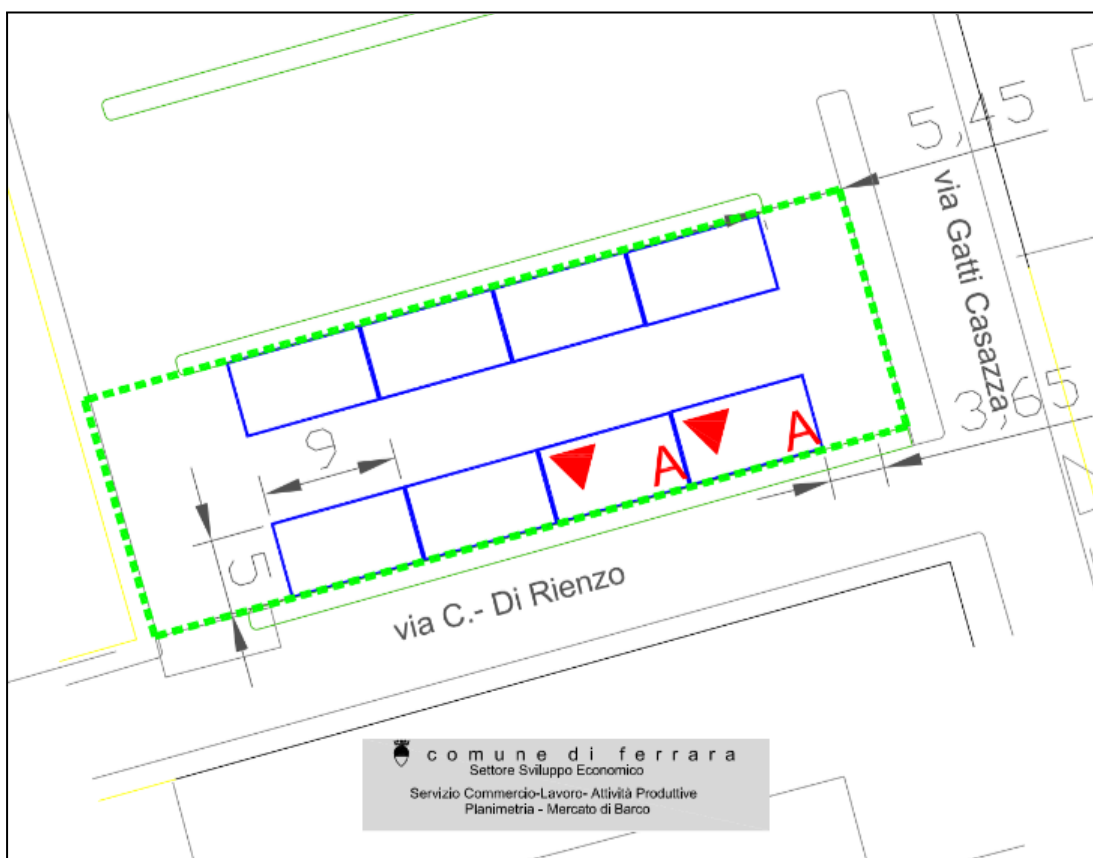 5,45
via Gatti Casazza
3,65
9
A
A
5
via C.- Di Rienzo
comune di ferrara
Settore Sviluppo Economico
Servizio Commercio-Lavoro- Attività Produttive
Planimetria - Mercato di Barco